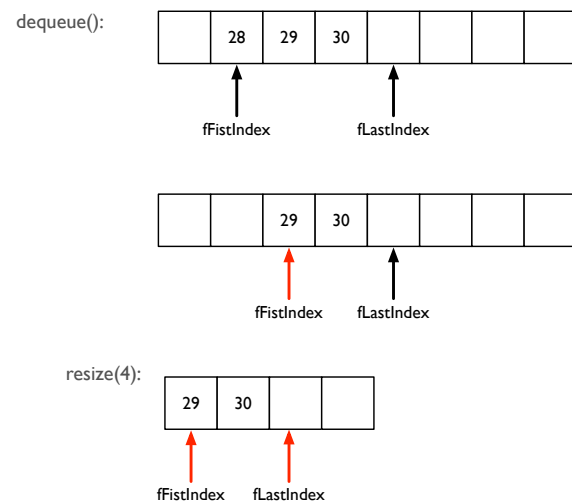 dequeue():
28 29 30
fFistIndex fLastIndex
29 30
fFistIndex fLastIndex
resize(4):
29 30
fFistIndex fLastIndex